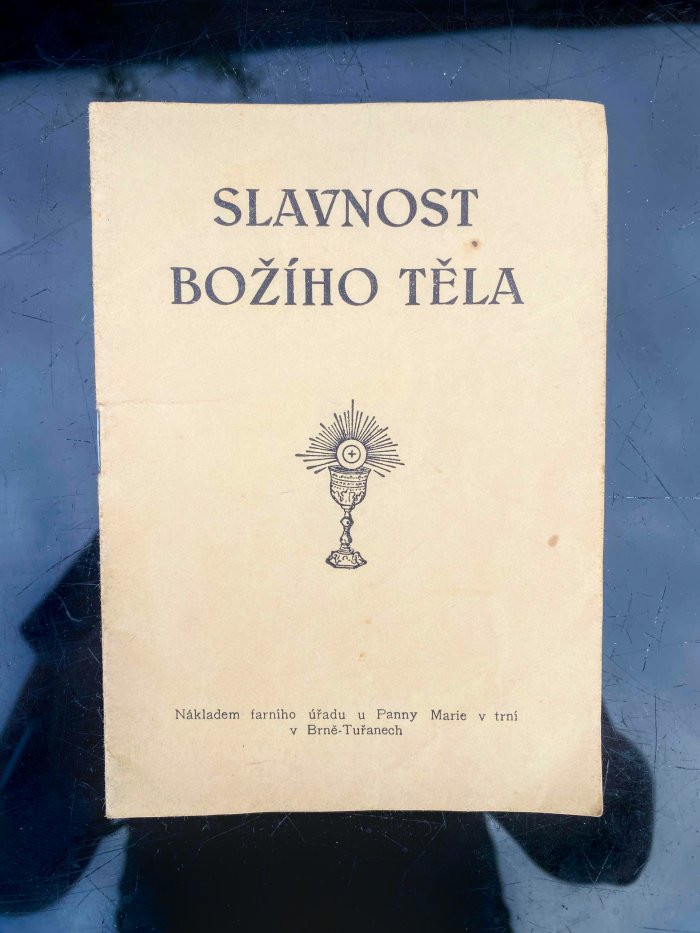 SLAVNOST
BOŽÍHO TĚLA
Nákladem farního úřadu u Panny Marie v trní
v Brně-Tuřanech